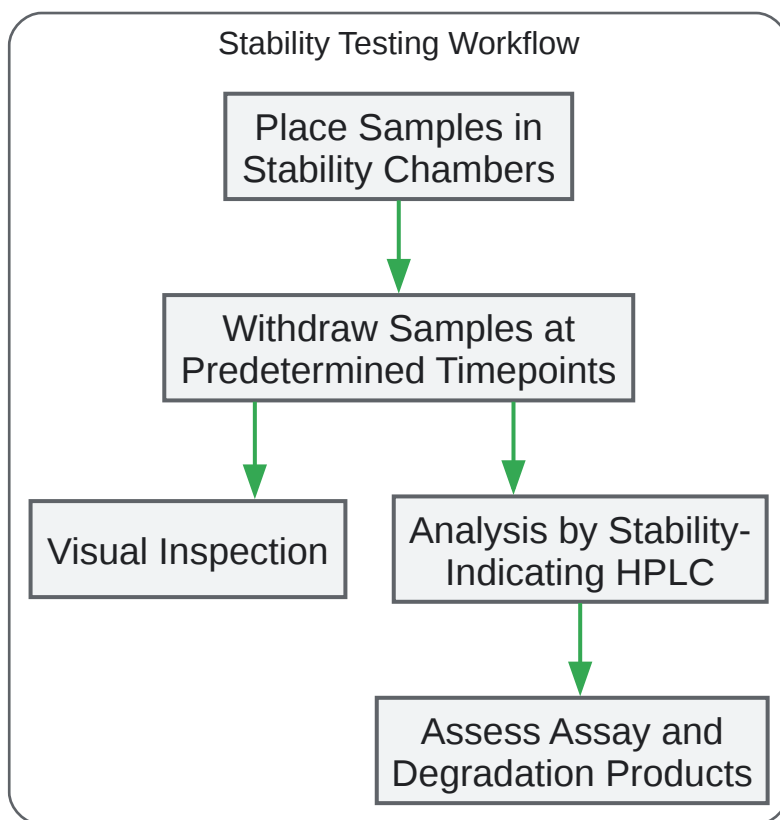 Stability Testing Workflow
Place Samples in
Stability Chambers
Withdraw Samples at
Predetermined Timepoints
Visual Inspection
Analysis by Stability-
Indicating HPLC
Assess Assay and
Degradation Products